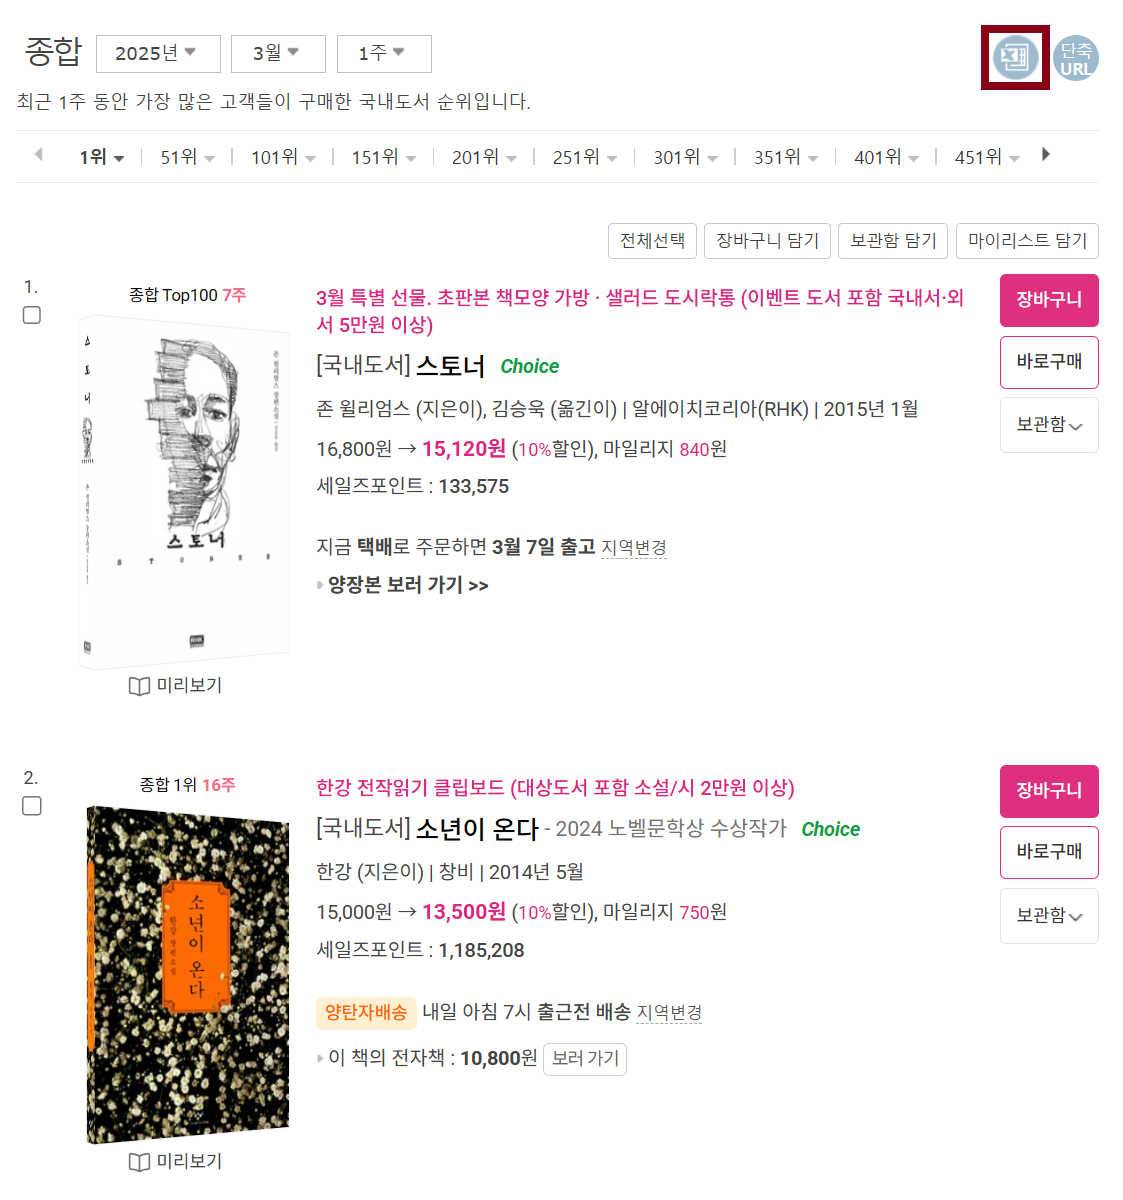 종합 2025년 3월 1주
단축
URL
최근 1주 동안 가장 많은 고객들이 구매한 국내도서 순위입니다.
1위 51위 101위 151위 201위 251위 301위 351위 401위 451위
전체선택 장바구니 담기 보관함 담기 마이리스트 담기
1.
종합 Top100 7주
스토너
존 윌리엄스 장편소설
스토너
STONER
RHK
미리보기
3월 특별 선물. 초판본 책모양 가방 · 샐러드 도시락통 (이벤트 도서 포함 국내서·외
서 5만원 이상)
[국내도서] 스토너 Choice
존 윌리엄스 (지은이), 김승욱 (옮긴이) | 알에이치코리아(RHK) | 2015년 1월
16,800원 → 15,120원 (10%할인), 마일리지 840원
세일즈포인트 : 133,575
지금 택배로 주문하면 3월 7일 출고 지역변경
양장본 보러 가기 >>
장바구니
바로구매
보관함
2.
종합 1위 16주
소년이 온다
한강 장편소설
미리보기
한강 전작읽기 클립보드 (대상도서 포함 소설/시 2만원 이상)
[국내도서] 소년이 온다 - 2024 노벨문학상 수상작가 Choice
한강 (지은이) | 창비 | 2014년 5월
15,000원 → 13,500원 (10%할인), 마일리지 750원
세일즈포인트 : 1,185,208
양탄자배송 내일 아침 7시 출근전 배송 지역변경
이 책의 전자책 : 10,800원 보러 가기
장바구니
바로구매
보관함